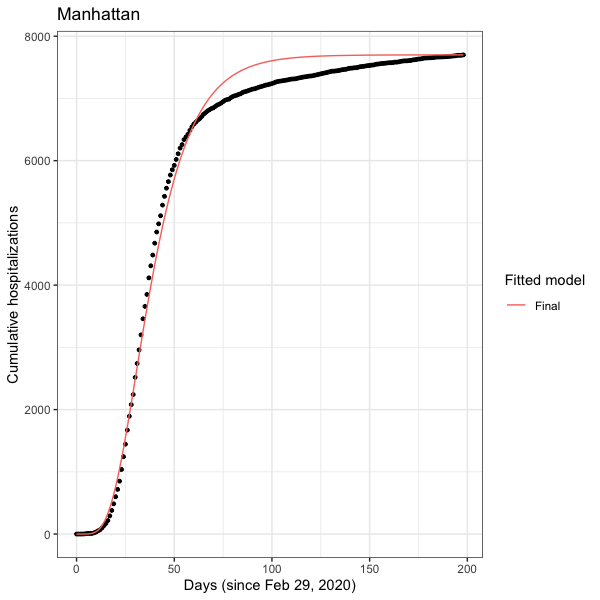 Manhattan
8000
6000
4000
2000
0
Cumulative hospitalizations
0 50 100 150 200
Days (since Feb 29, 2020)
Fitted model
Final